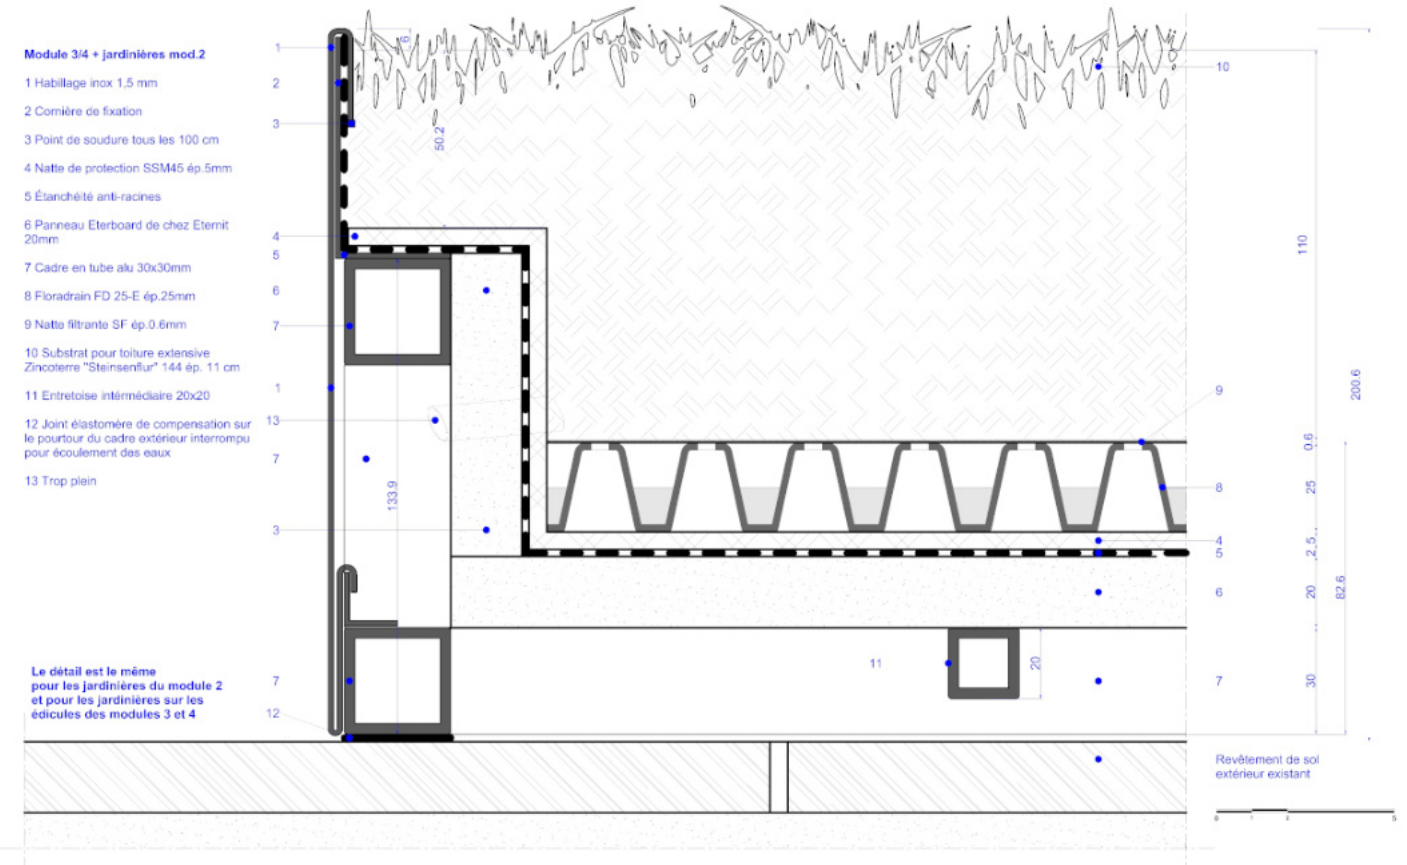 Module 3/4 + jardinières mod.2
1 Habillage inox 1,5 mm
2 Cornière de fixation
3 Point de soudure tous les 100 cm
4 Natte de protection SSM45 ép.5mm
5 Étanchéité anti-racines
6 Panneau Eterboard de chez Eternit
20mm
7 Cadre en tube alu 30x30mm
8 Floradrain FD 25-E ép.25mm
9 Natte filtrante SF ép.0.6mm
10 Substrat pour toiture extensive
Zincoterre "Steinsenflur" 144 ép. 11 cm
11 Entretoise intérmédiaire 20x20
12 Joint élastomère de compensation sur
le pourtour du cadre extérieur interrompu
pour écoulement des eaux
13 Trop plein
Le détail est le même
pour les jardinières du module 2
et pour les jardinières sur les
édicules des modules 3 et 4
1
2
3
4
5
6
7
1
13
7
3
7
12
6
50.2
133.9
11
20
10
9
8
4
5
6
7
110
0.6
25
2.5
20
30
82.6
200.6
Revêtement de sol
extérieur existant
0 1 2 5